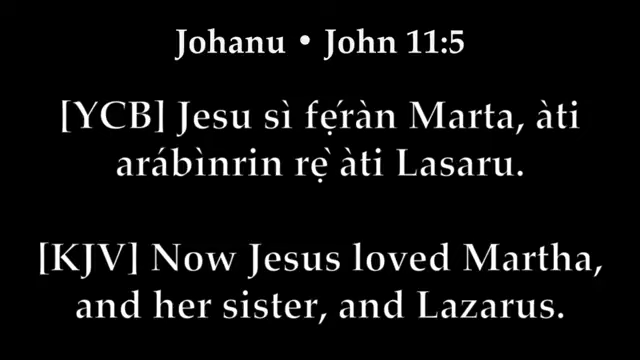 Johanu • John 11:5
[YCB] Jesu sì fẹ́ràn Marta, àti
arábìnrin rẹ̀ àti Lasaru.
[KJV] Now Jesus loved Martha,
and her sister, and Lazarus.